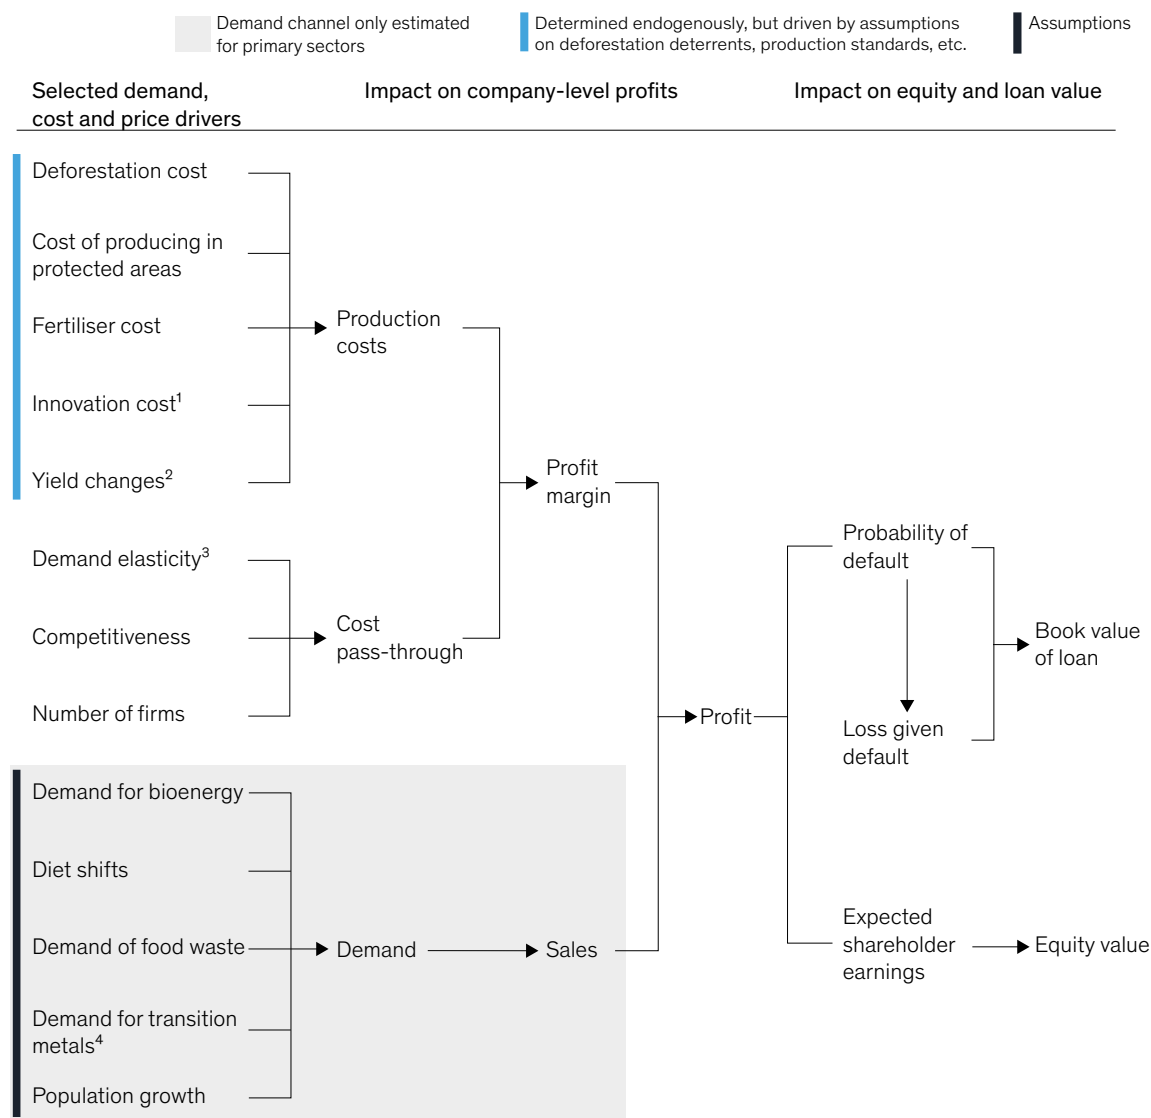 Demand channel only estimated
for primary sectors
Determined endogenously, but driven by assumptions
on deforestation deterrents, production standards, etc.
Assumptions
Selected demand,
cost and price drivers
Impact on company-level profits
Impact on equity and loan value
Deforestation cost
Cost of producing in
protected areas
Fertiliser cost
Innovation cost¹
Yield changes²
Demand elasticity³
Competitiveness
Number of firms
Demand for bioenergy
Diet shifts
Demand of food waste
Demand for transition
metals⁴
Population growth
Production
costs
Cost
pass-through
Demand
Profit
margin
Sales
Profit
Probability of
default
Loss given
default
Expected
shareholder
earnings
Book value
of loan
Equity value